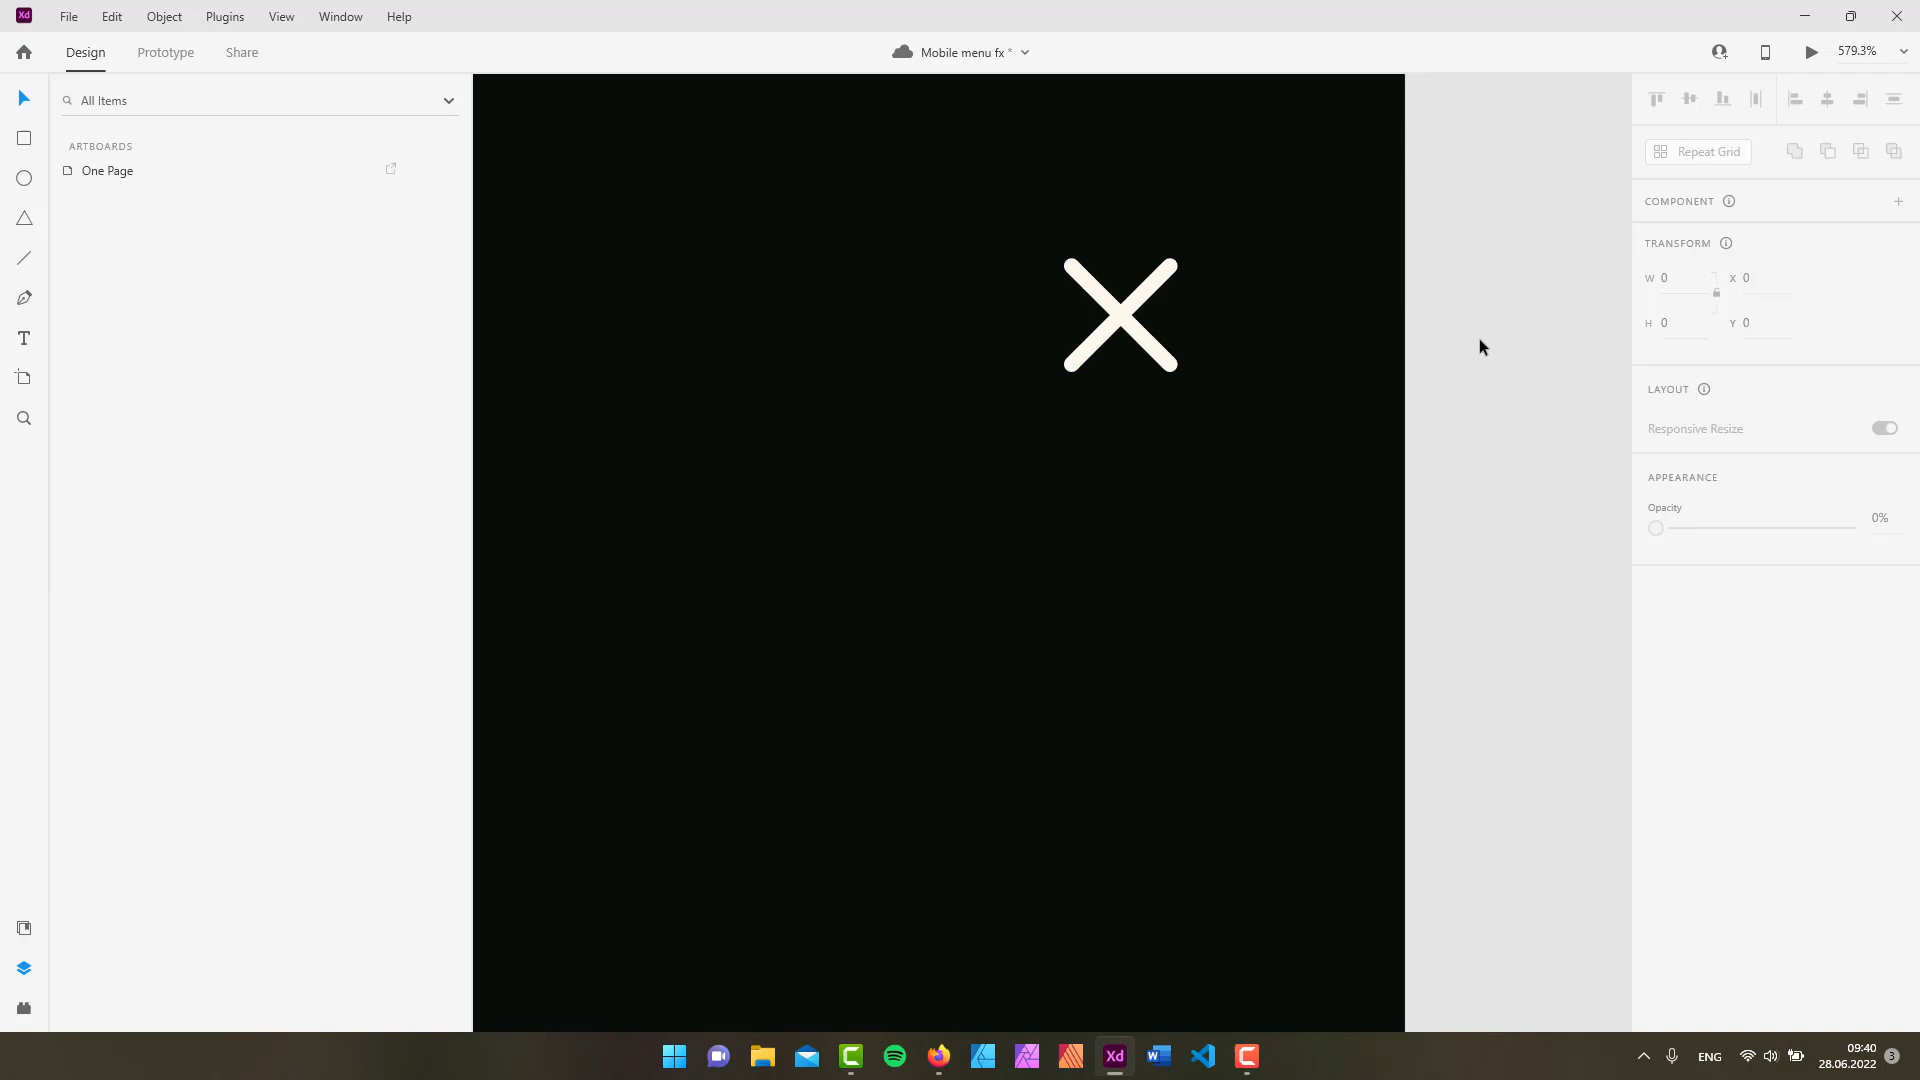 Xd File Edit Object Plugins View Window Help
Design Prototype Share Mobile menu fx * 579.3%
All Items
ARTBOARDS
One Page
Repeat Grid
COMPONENT
TRANSFORM
W 0 X 0
H 0 Y 0
LAYOUT
Responsive Resize
APPEARANCE
Opacity
0%
Xd
ENG
09:40
28.06.2022
3